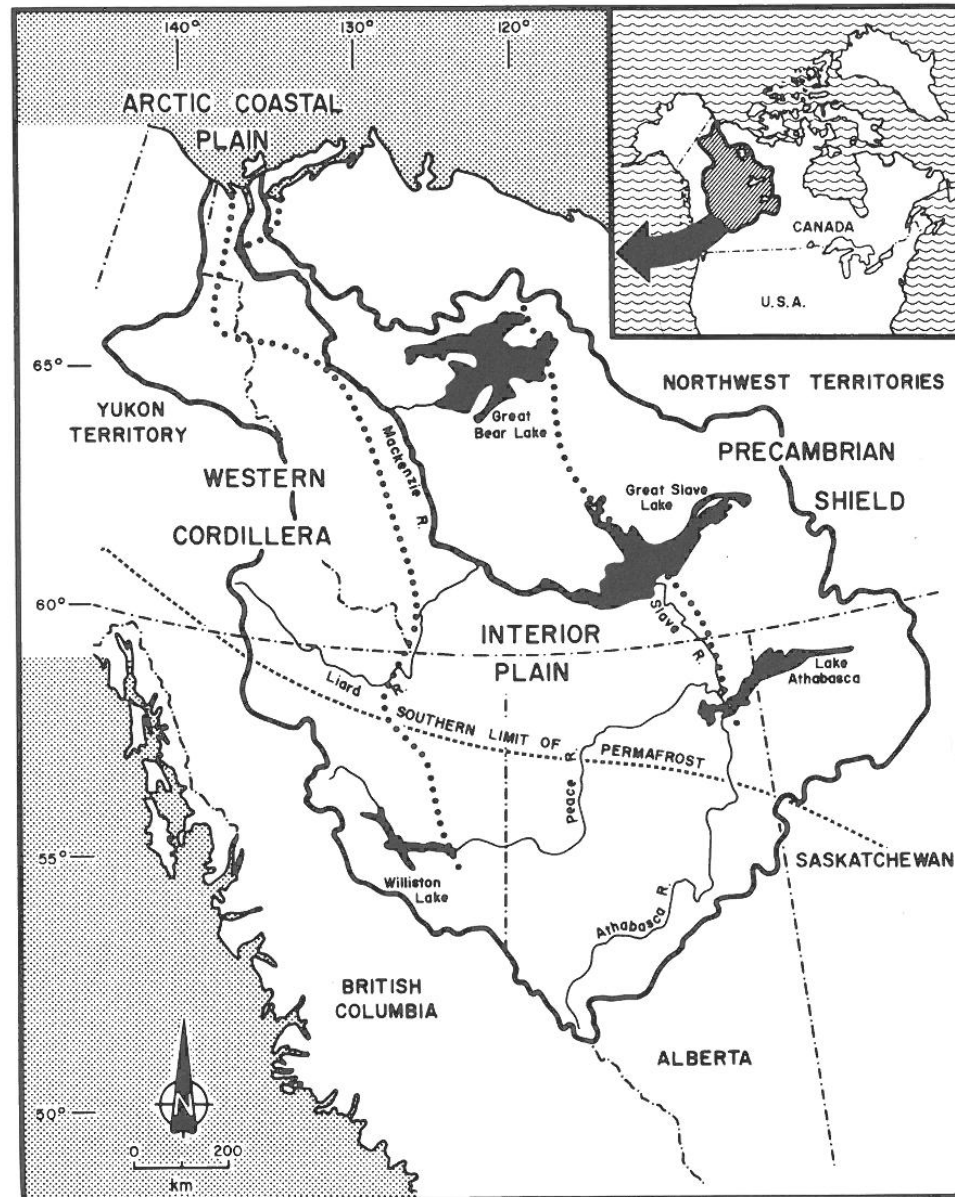 140°
130°
120°
ARCTIC COASTAL
PLAIN
CANADA
U.S.A.
65°
NORTHWEST TERRITORIES
YUKON
TERRITORY
Great
Bear Lake
Mackenzie R.
PRECAMBRIAN
SHIELD
WESTERN
CORDILLERA
Great Slave
Lake
60°
Slave R.
INTERIOR
PLAIN
Lake
Athabasca
Liard R.
SOUTHERN LIMIT OF PERMAFROST
Peace R.
55°
SASKATCHEWAN
Williston
Lake
Athabasca R.
BRITISH
COLUMBIA
ALBERTA
N
50°
0 200
km